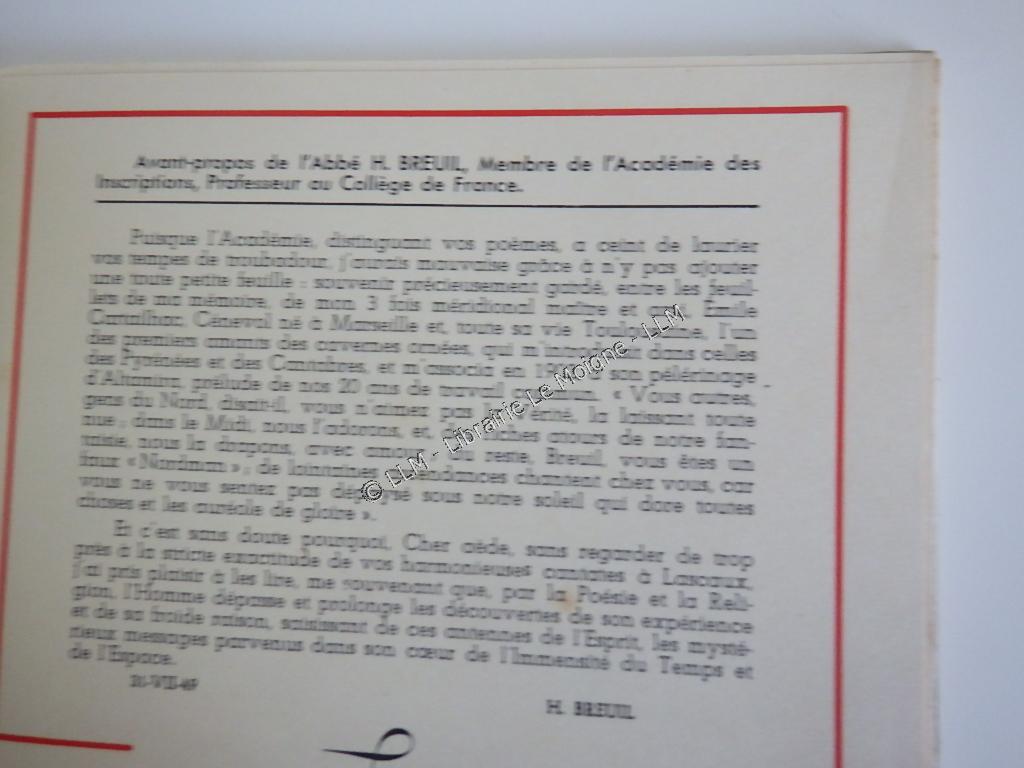 Avant-propos de l'Abbé H. BREUIL, Membre de l'Académie des
Inscriptions, Professeur au Collège de France.
Puisque l'Académie, distinguant vos poèmes, a ceint de laurier
vos tempes de troubadour, j'aurais mauvaise grâce à n'y pas ajouter
une toute petite feuille : souvenir précieusement gardé, entre les feuil-
lets de ma mémoire, de mon 3 fois méridional maître et Émile
Cartailhac. Cénevol né à Marseille et, toute sa vie l'un
des premiers amants des cavernes ornées, qui m'introduisit dans celles
des Pyrénées et des Cantabres, et m'associa en son pèlerinage
d'Altamira, prélude de nos 20 ans de travail commun. « Vous autres,
gens du Nord, disait-il, vous n'aimez pas la Vérité, la laissant toute
nue ; dans le Midi, nous l'adorons, et, riches atours de notre fan-
taisie, nous la drapons, avec reste, Breuil, vous êtes un
faux « Nordman » ; de lointaines chantent chez vous, car
vous ne vous sentez pas dépaysé sous notre soleil qui dore toutes
choses et les auréole de gloire ».
Et c'est sans doute pourquoi, Cher aède, sans regarder de trop
près à la stricte exactitude de vos harmonieuses cantates à Lascaux,
j'ai pris plaisir à les lire, me souvenant que, par la Poésie et la Reli-
gion, l'Homme dépasse et prolonge les découvertes de son expérience
et de sa froide raison, saisissant de ces antennes de l'Esprit, les mysté-
rieux messages parvenus dans son cœur de l'Immensité du Temps et
de l'Espace.
H. BREUIL
© LLM - Librairie Le Moigne - LLM